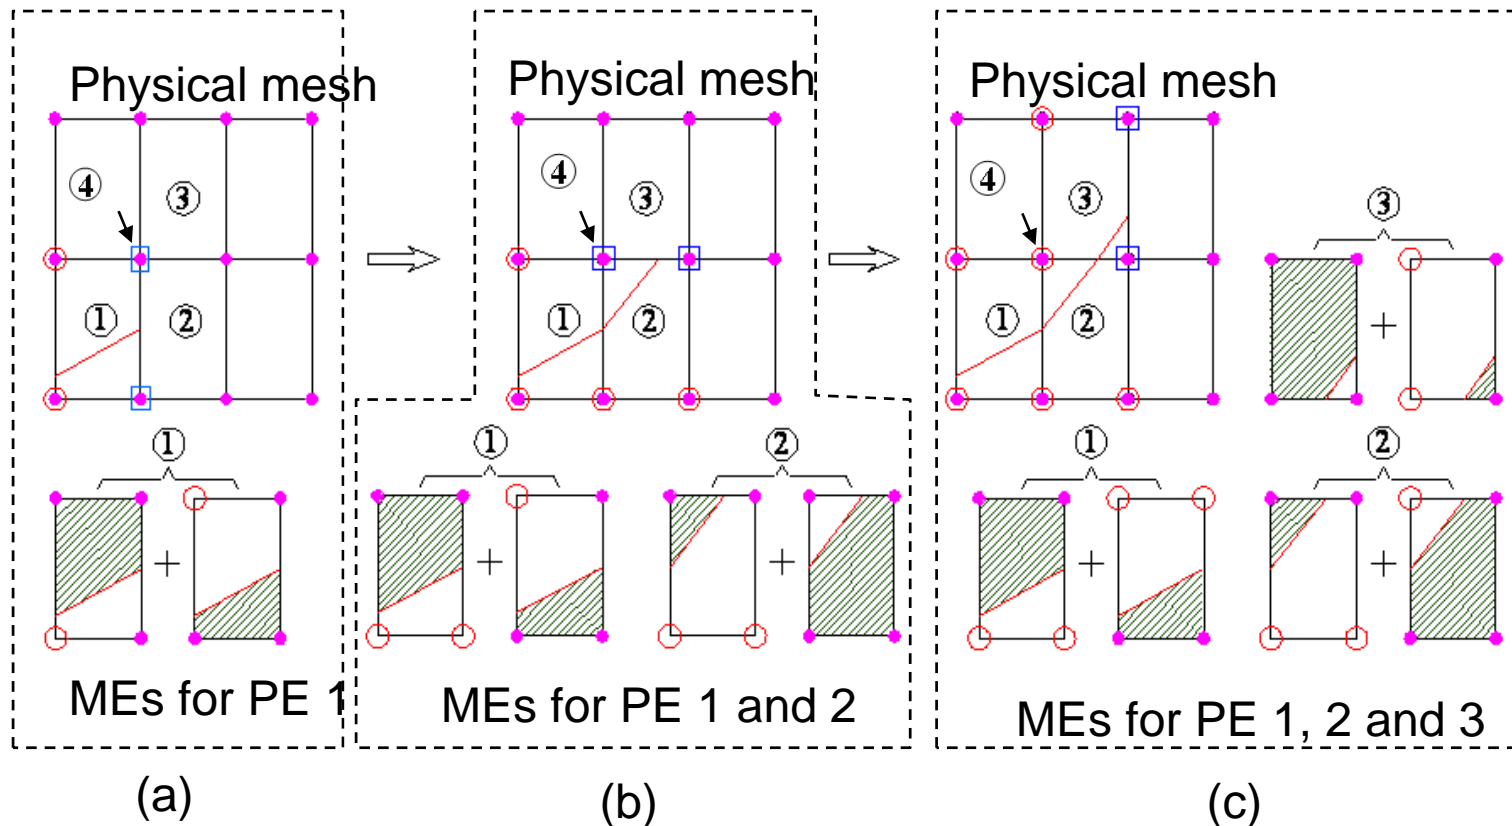 Physical mesh
④ ③
① ②
①
+
MEs for PE 1
(a)
Physical mesh
④ ③
① ②
① ②
+ +
MEs for PE 1 and 2
(b)
Physical mesh
④ ③
① ②
③
+
① ②
+ +
MEs for PE 1, 2 and 3
(c)